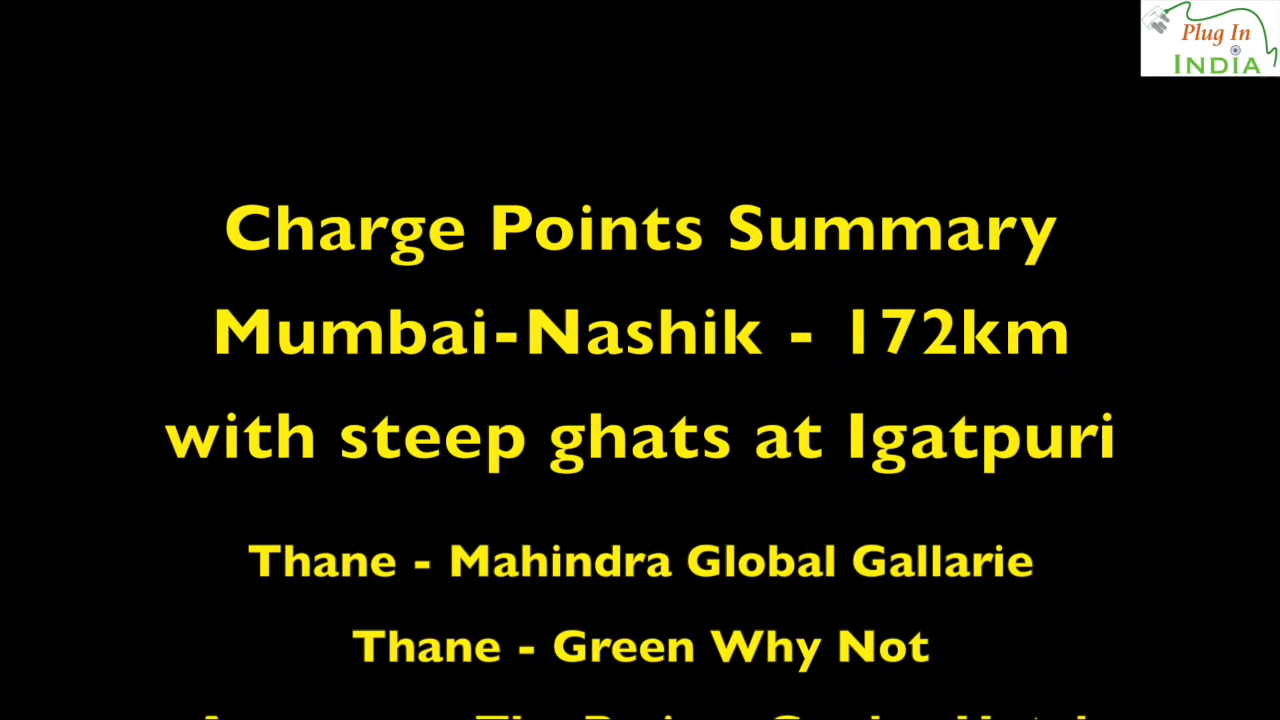 Plug In
INDIA
Charge Points Summary
Mumbai-Nashik - 172km
with steep ghats at Igatpuri
Thane - Mahindra Global Gallarie
Thane - Green Why Not